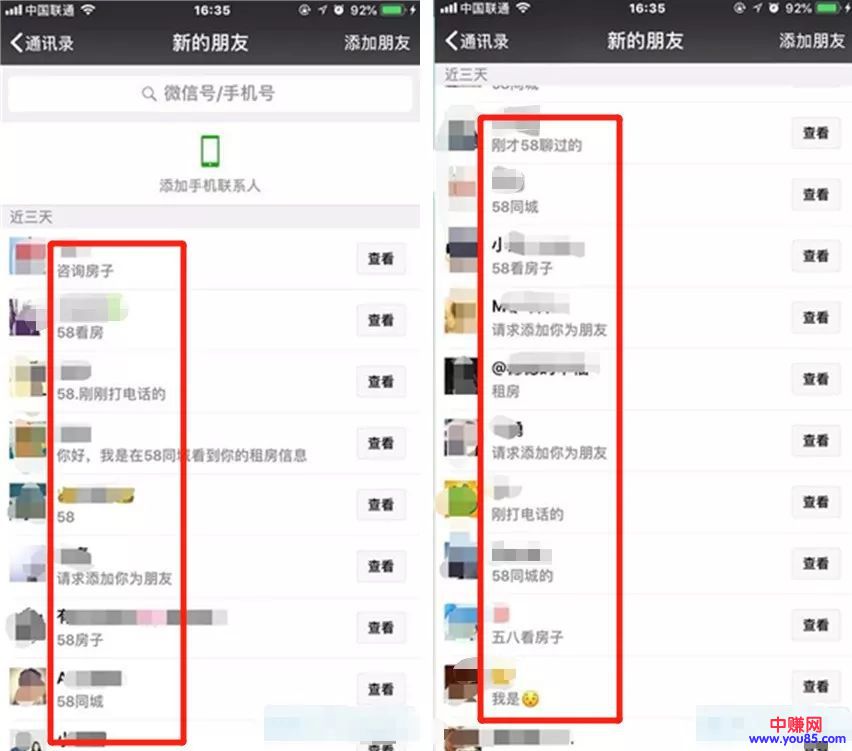 中国联通 16:35 92%
通讯录 新的朋友 添加朋友
微信号/手机号
添加手机联系人
近三天
咨询房子 查看
58看房 查看
58.刚刚打电话的 查看
你好，我是在58同城看到你的租房信息 查看
58 查看
请求添加你为朋友 查看
有
58房子 查看
A
58同城 查看
小
查看
中国联通 16:35 92%
通讯录 新的朋友 添加朋友
近三天
58同城
刚才58聊过的 查看
58同城 查看
小
58看房子 查看
M
请求添加你为朋友 查看
@
租房 查看
请求添加你为朋友 查看
刚打电话的 查看
58同城的 查看
五八看房子 查看
我是😌 查看
中赚网
www.you85.com